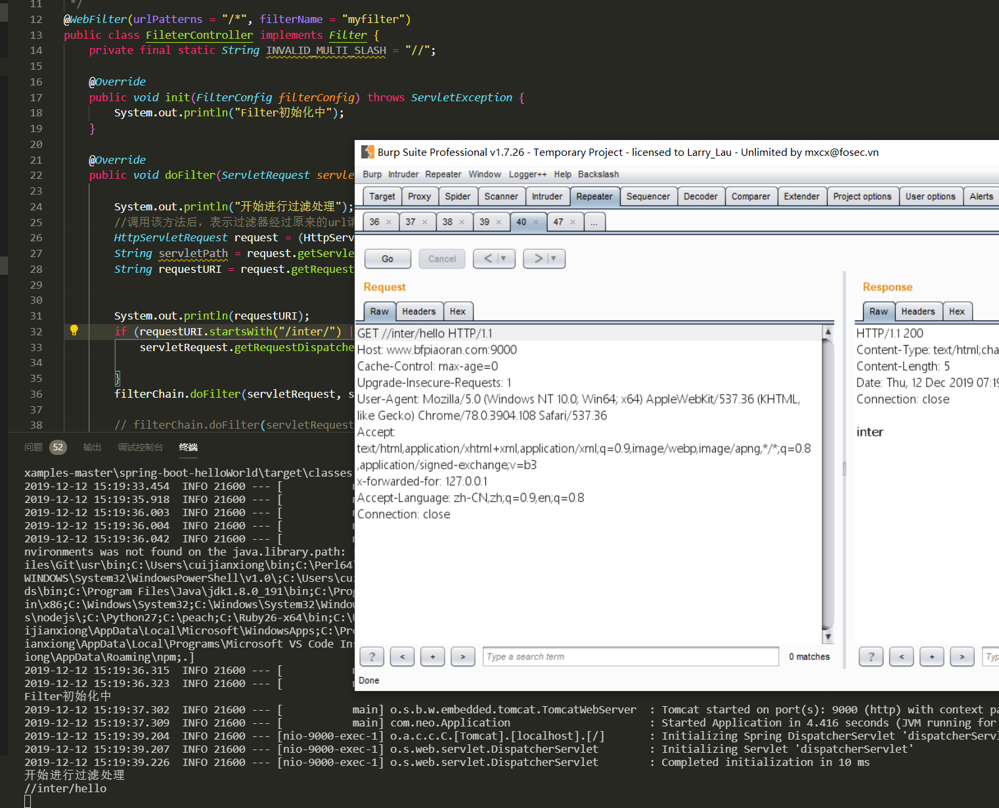 11 */
12 @WebFilter(urlPatterns = "/*", filterName = "myfilter")
13 public class FileterController implements Filter {
14 private final static String INVALID_MULTI_SLASH = "//";
15
16 @Override
17 public void init(FilterConfig filterConfig) throws ServletException {
18 System.out.println("Filter初始化中");
19 }
20
21 @Override
22 public void doFilter(ServletRequest servle
23
24 System.out.println("开始进行过滤处理");
25 //调用该方法后，表示过滤器经过原来的url请
26 HttpServletRequest request = (HttpServ
27 String servletPath = request.getServle
28 String requestURI = request.getRequest
29
30
31 System.out.println(requestURI);
32 if (requestURI.startsWith("/inter/") |
33 servletRequest.getRequestDispatche
34
35 }
36 filterChain.doFilter(servletRequest, s
37
38 // filterChain.doFilter(servletRequest
问题 52 输出 调试控制台 终端
xamples-master\spring-boot-helloWorld\target\classes
2019-12-12 15:19:33.454 INFO 21600 --- [
2019-12-12 15:19:35.918 INFO 21600 --- [
2019-12-12 15:19:36.003 INFO 21600 --- [
2019-12-12 15:19:36.004 INFO 21600 --- [
2019-12-12 15:19:36.042 INFO 21600 --- [
nvironments was not found on the java.library.path:
iles\Git\usr\bin;C:\Users\cuijianxiong\bin;C:\Perl64\
WINDOWS\System32\WindowsPowerShell\v1.0\;C:\Users\cui
ds\bin;C:\Program Files\Java\jdk1.8.0_191\bin;C:\Prog
in\x86;C:\Windows\System32;C:\Windows\System32\Windo
s\nodejs\;C:\Python27;C:\peach;C:\Ruby26-x64\bin;C:\
ijianxiong\AppData\Local\Microsoft\WindowsApps;C:\Pr
ianxiong\AppData\Local\Programs\Microsoft VS Code Ins
iong\AppData\Roaming\npm;.]
2019-12-12 15:19:36.315 INFO 21600 --- [
2019-12-12 15:19:36.323 INFO 21600 --- [
Filter初始化中
2019-12-12 15:19:37.302 INFO 21600 --- [ main] o.s.b.w.embedded.tomcat.TomcatWebServer : Tomcat started on port(s): 9000 (http) with context pa
2019-12-12 15:19:37.309 INFO 21600 --- [ main] com.neo.Application : Started Application in 4.416 seconds (JVM running for
2019-12-12 15:19:39.204 INFO 21600 --- [nio-9000-exec-1] o.a.c.c.C.[Tomcat].[localhost].[/] : Initializing Spring DispatcherServlet 'dispatcherServl
2019-12-12 15:19:39.207 INFO 21600 --- [nio-9000-exec-1] o.s.web.servlet.DispatcherServlet : Initializing Servlet 'dispatcherServlet'
2019-12-12 15:19:39.226 INFO 21600 --- [nio-9000-exec-1] o.s.web.servlet.DispatcherServlet : Completed initialization in 10 ms
开始进行过滤处理
//inter/hello
Burp Suite Professional v1.7.26 - Temporary Project - licensed to Larry_Lau - Unlimited by mxcx@fosec.vn
Burp Intruder Repeater Window Logger++ Help Backslash
Target Proxy Spider Scanner Intruder Repeater Sequencer Decoder Comparer Extender Project options User options Alerts
36 × 37 × 38 × 39 × 40 × 47 × ...
Go Cancel < ▼ > ▼
Request
Raw Headers Hex
GET //inter/hello HTTP/1.1
Host: www.bfpiaoran.com:9000
Cache-Control: max-age=0
Upgrade-Insecure-Requests: 1
User-Agent: Mozilla/5.0 (Windows NT 10.0; Win64; x64) AppleWebKit/537.36 (KHTML,
like Gecko) Chrome/78.0.3904.108 Safari/537.36
Accept:
text/html,application/xhtml+xml,application/xml;q=0.9,image/webp,image/apng,*/*;q=0.8
,application/signed-exchange;v=b3
x-forwarded-for: 127.0.0.1
Accept-Language: zh-CN,zh;q=0.9,en;q=0.8
Connection: close
? < + > Type a search term 0 matches
Done
Response
Raw Headers Hex
HTTP/1.1 200
Content-Type: text/html;cha
Content-Length: 5
Date: Thu, 12 Dec 2019 07:19
Connection: close
inter
? < + > Typ